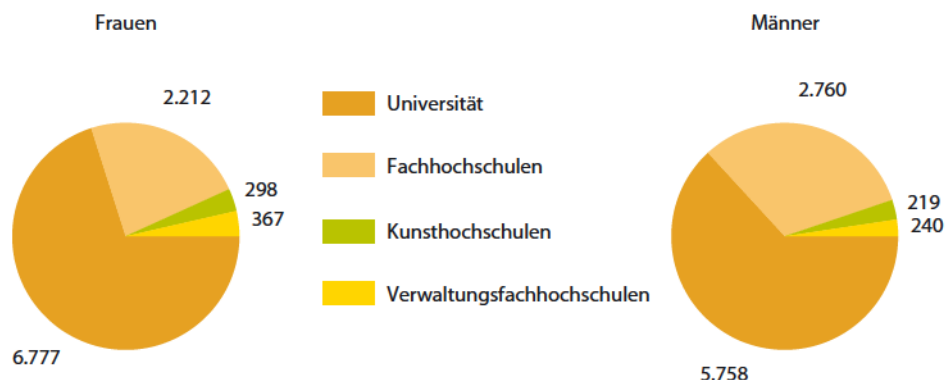 Frauen
Männer
2.212
298
367
6.777
Universität
Fachhochschulen
Kunsthochschulen
Verwaltungsfachhochschulen
2.760
219
240
5.758